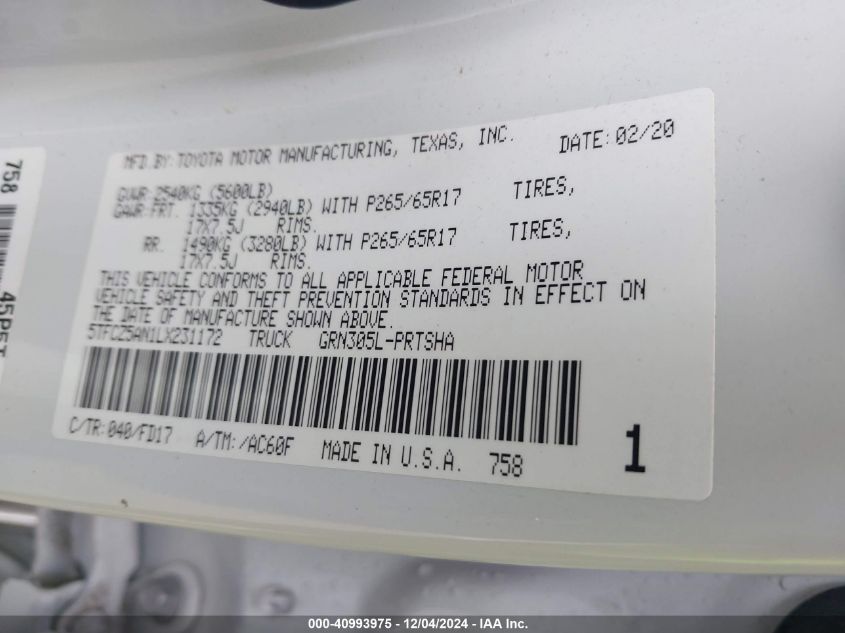 MFD.BY:TOYOTA MOTOR MANUFACTURING, TEXAS, INC. DATE:02/20
GVWR:2540KG (5600LB)
GAWR:FRT. 1335KG (2940LB) WITH P265/65R17 TIRES,
17X7.5J RIMS.
RR. 1490KG (3280LB) WITH P265/65R17 TIRES,
17X7.5J RIMS.
THIS VEHICLE CONFORMS TO ALL APPLICABLE FEDERAL MOTOR
VEHICLE SAFETY AND THEFT PREVENTION STANDARDS IN EFFECT ON
THE DATE OF MANUFACTURE SHOWN ABOVE.
5TFCZ5AN1LX231172 TRUCK GRN305L-PRTSHA
C/TR:040/FD17 A/TM:/AC60F MADE IN U.S.A. 758 1
758 45P5T
000-40993975 - 12/04/2024 - IAA Inc.